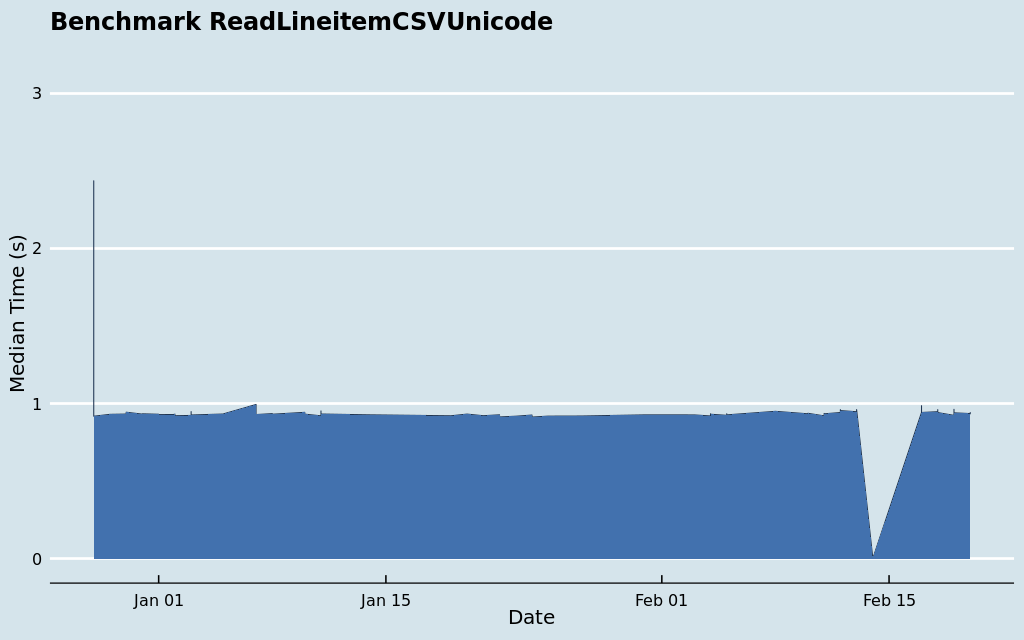 Benchmark ReadLineitemCSVUnicode
Median Time (s)
3
2
1
0
Jan 01
Jan 15
Feb 01
Feb 15
Date